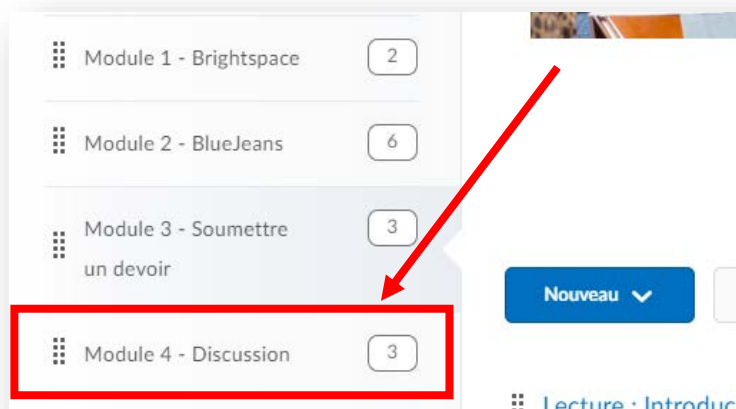 Module 1 - Brightspace
2
Module 2 - BlueJeans
6
Module 3 - Soumettre
un devoir
3
Module 4 - Discussion
3
Nouveau
Lecture : Introduc